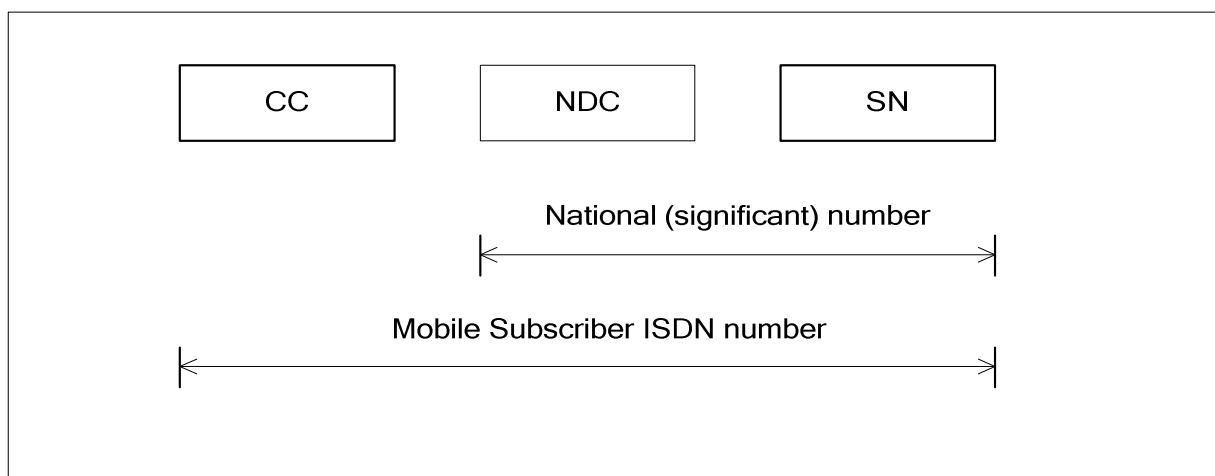 CC NDC SN
National (significant) number
Mobile Subscriber ISDN number